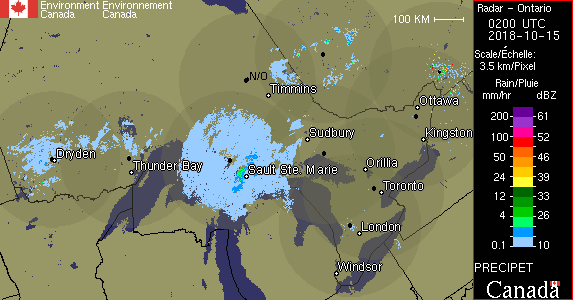 Environment Environnement
Canada Canada
100 KM
N/O
Timmins
Ottawa
Sudbury
Kingston
Dryden
Thunder Bay
Sault Ste. Marie
Orillia
Toronto
London
Windsor
Radar – Ontario
0200 UTC
2018-10-15
Scale/Échelle:
3.5 km/Pixel
Rain/Pluie
mm/hr dBZ
200 61
100 52
50 46
24 39
12 33
4 26
2 20
0.1 10
PRECIPET
Canada